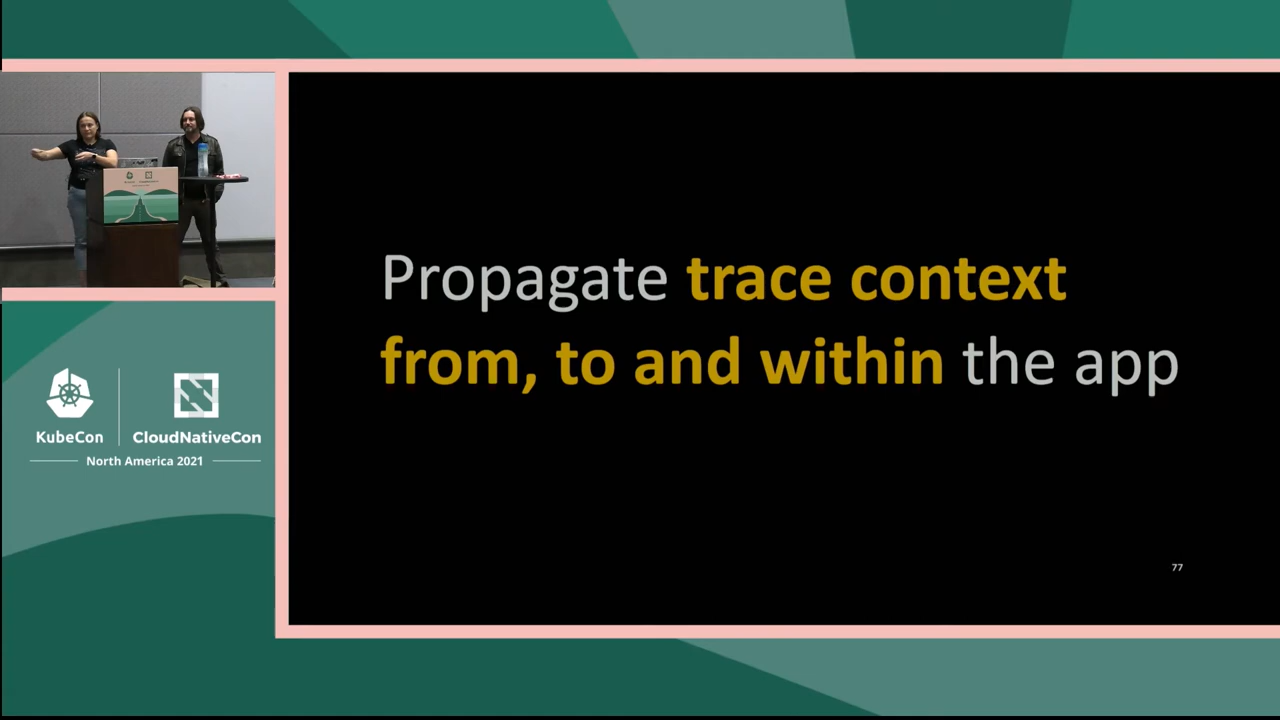 Propagate trace context
from, to and within the app
77
KubeCon
CloudNativeCon
North America 2021